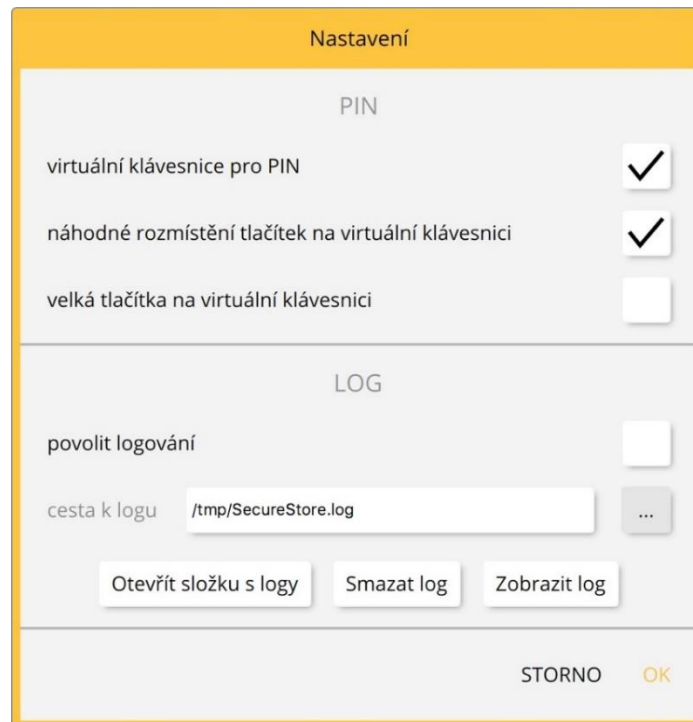 Nastavení
PIN
virtuální klávesnice pro PIN
náhodné rozmístění tlačítek na virtuální klávesnici
velká tlačítka na virtuální klávesnici
LOG
povolit logování
cesta k logu /tmp/SecureStore.log ...
Otevřít složku s logy Smazat log Zobrazit log
STORNO OK